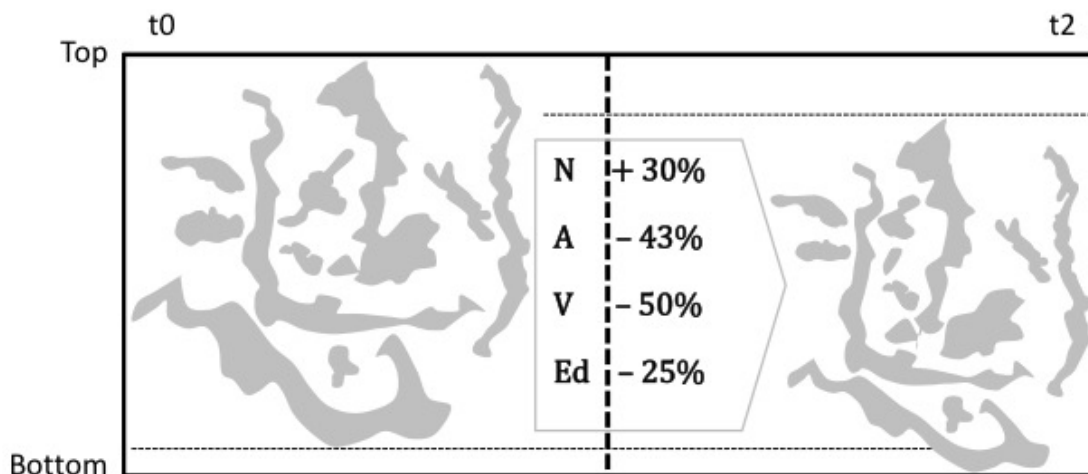 t0 t2
Top
N + 30%
A – 43%
V – 50%
Ed – 25%
Bottom